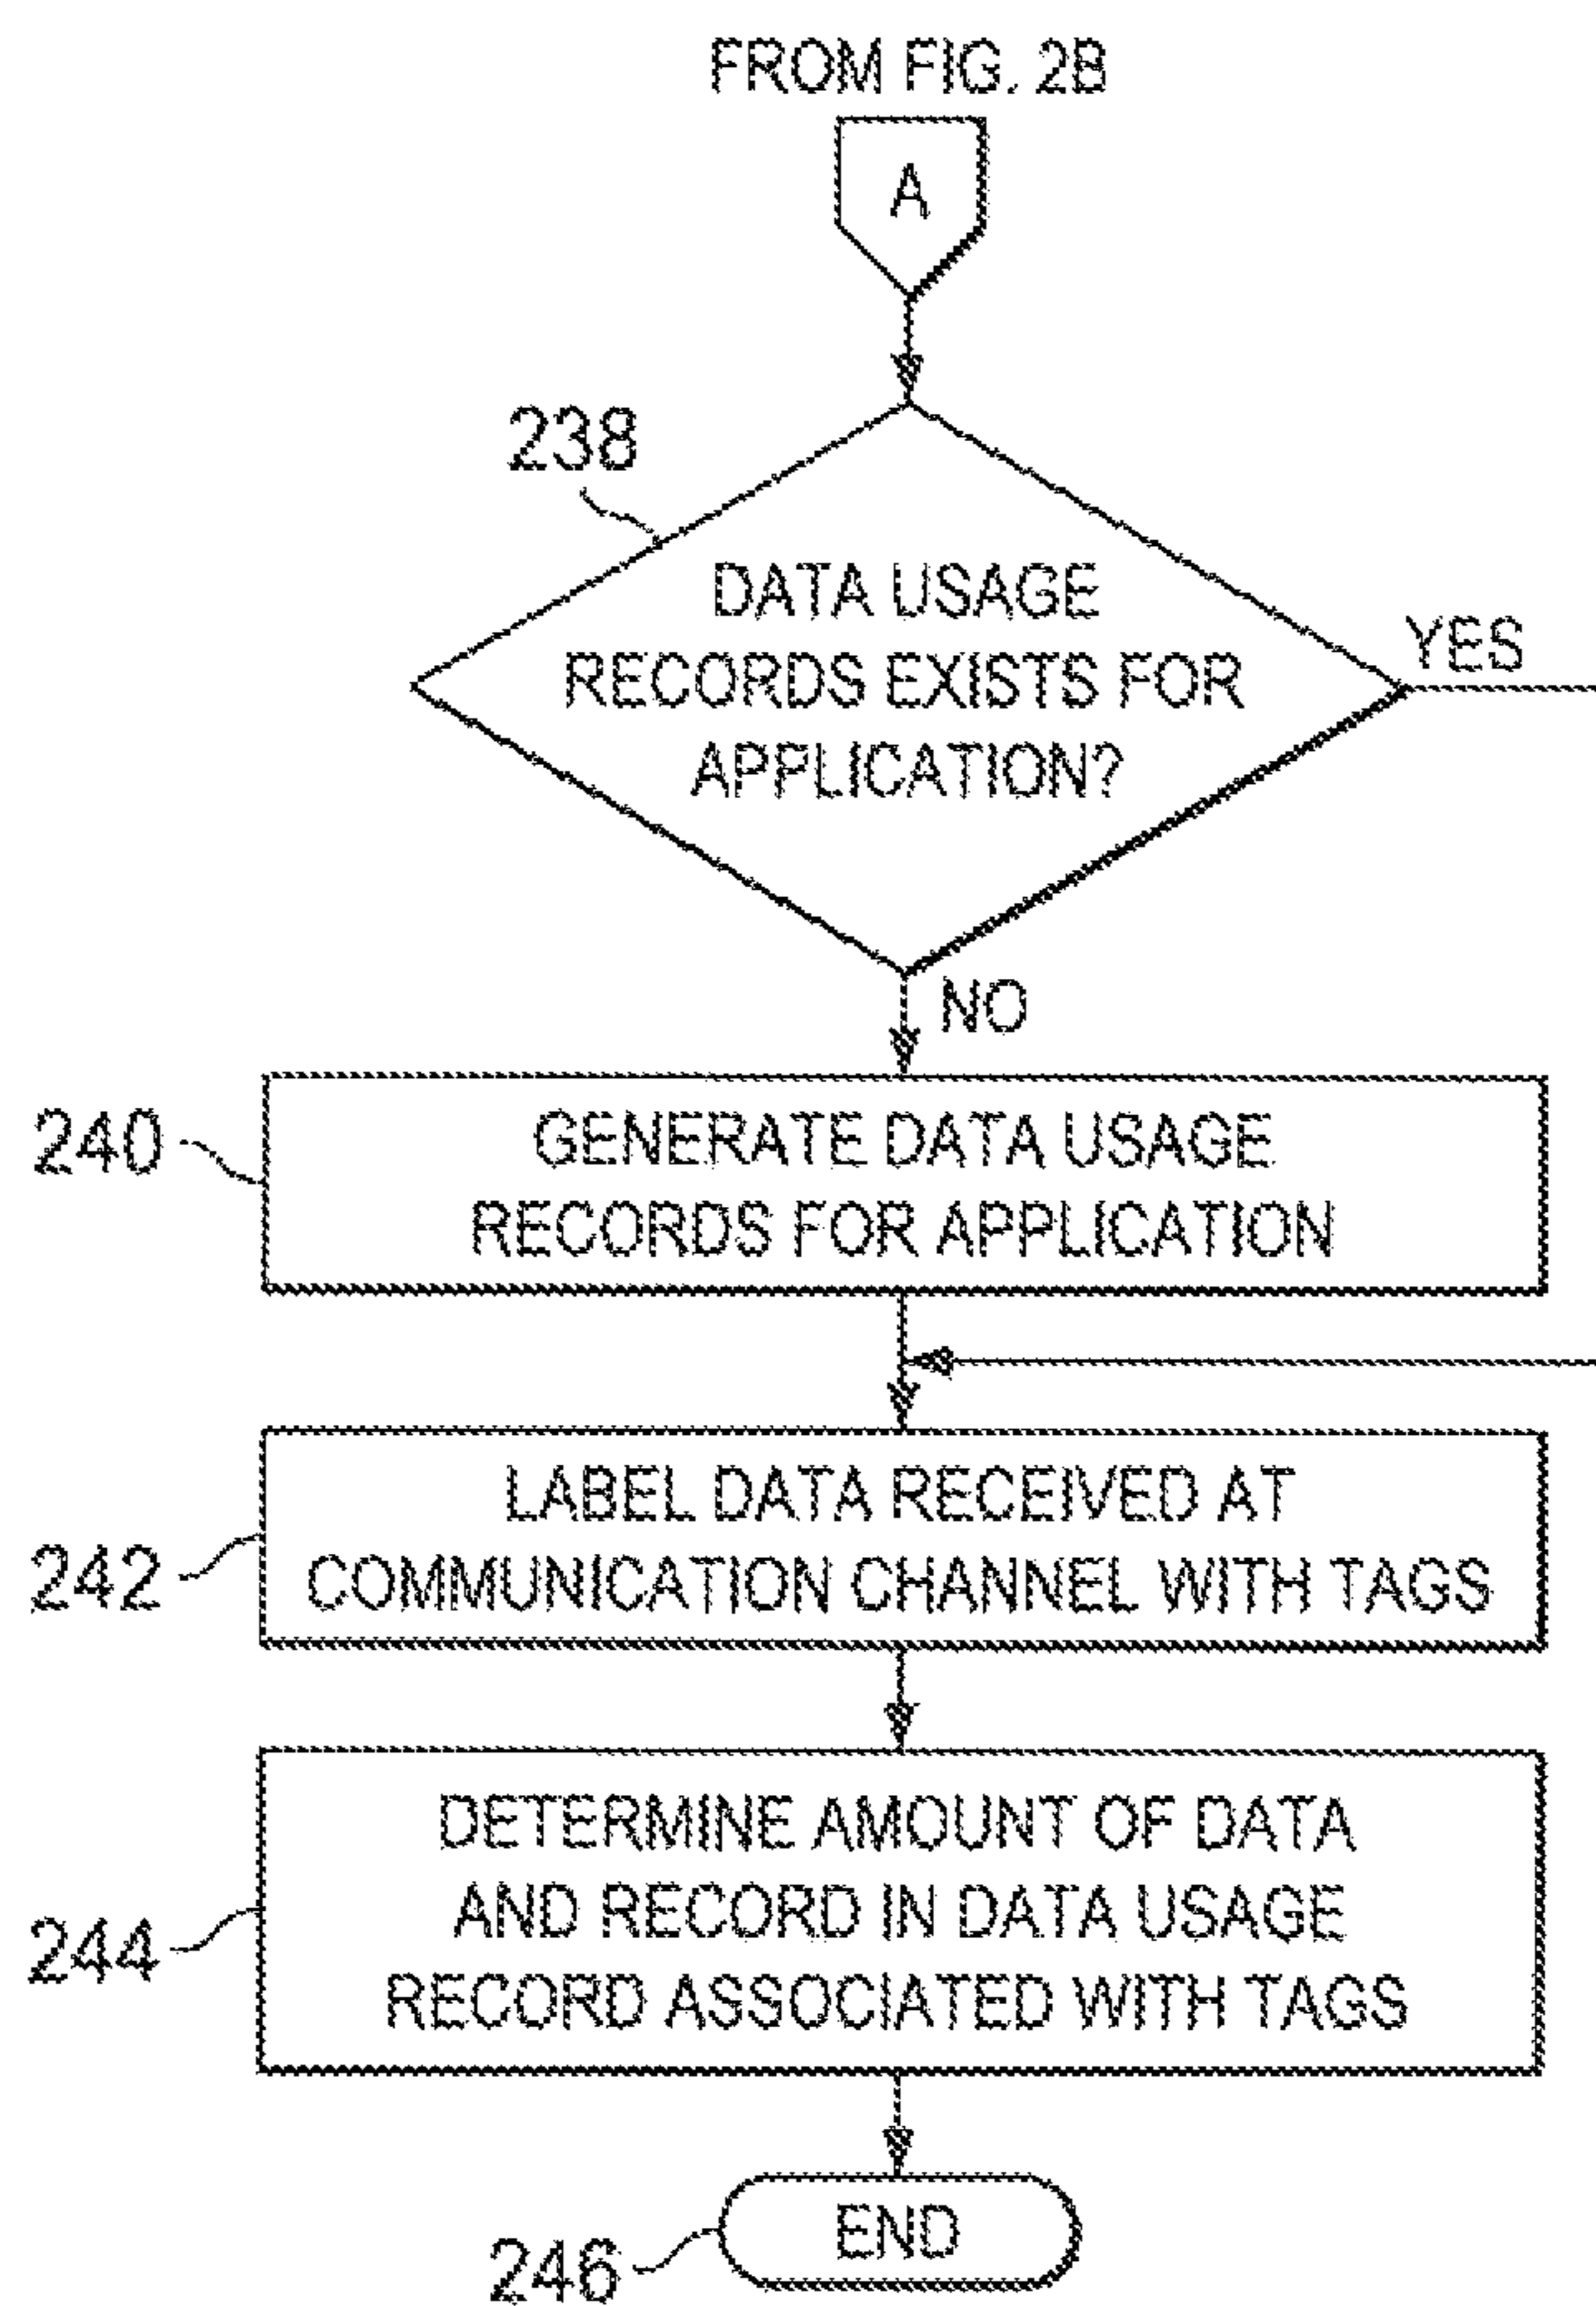 FROM FIG. 2B
A
238
DATA USAGE
RECORDS EXISTS FOR
APPLICATION?
YES
NO
240
GENERATE DATA USAGE
RECORDS FOR APPLICATION
242
LABEL DATA RECEIVED AT
COMMUNICATION CHANNEL WITH TAGS
244
DETERMINE AMOUNT OF DATA
AND RECORD IN DATA USAGE
RECORD ASSOCIATED WITH TAGS
246
END